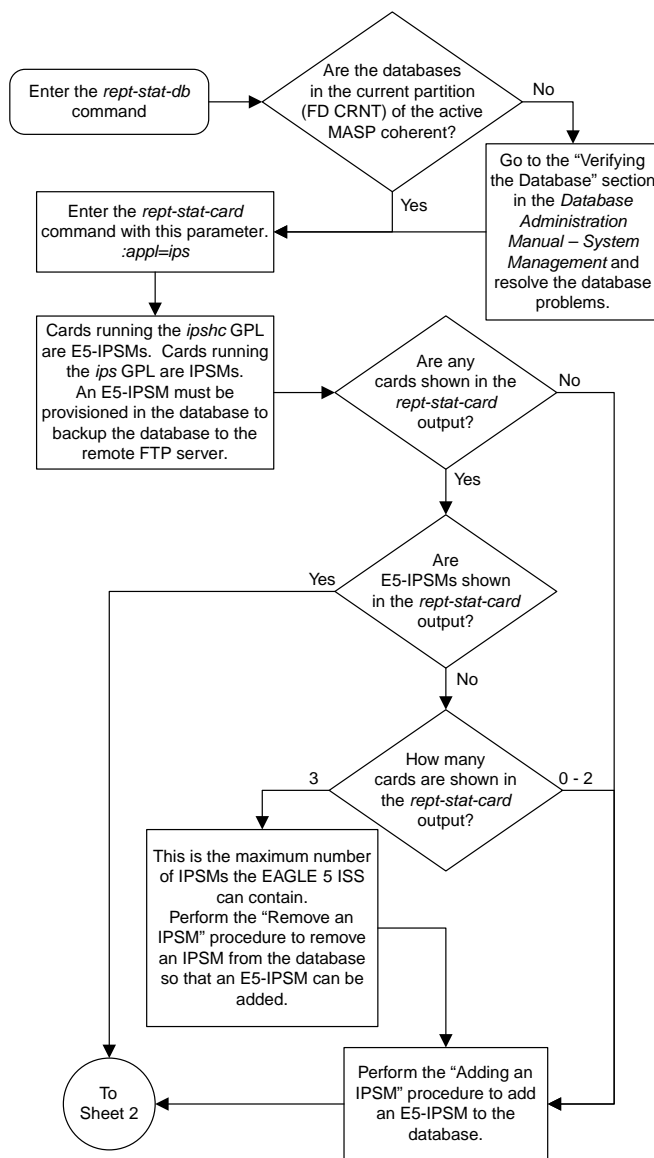 Enter the rept-stat-db
command
Are the databases
in the current partition
(FD CRNT) of the active
MASP coherent?
No
Yes
Go to the “Verifying
the Database” section
in the Database
Administration
Manual – System
Management and
resolve the database
problems.
Enter the rept-stat-card
command with this parameter.
:appl=ips
Cards running the ipshc GPL
are E5-IPSMs.  Cards running
the ips GPL are IPSMs.
An E5-IPSM must be
provisioned in the database to
backup the database to the
remote FTP server.
Are any
cards shown in the
rept-stat-card
output?
No
Yes
Are
E5-IPSMs shown
in the rept-stat-card
output?
Yes
No
How many
cards are shown in
the rept-stat-card
output?
3
0 - 2
This is the maximum number
of IPSMs the EAGLE 5 ISS
can contain.
Perform the “Remove an
IPSM” procedure to remove
an IPSM from the database
so that an E5-IPSM can be
added.
Perform the “Adding an
IPSM” procedure to add
an E5-IPSM to the
database.
To
Sheet 2